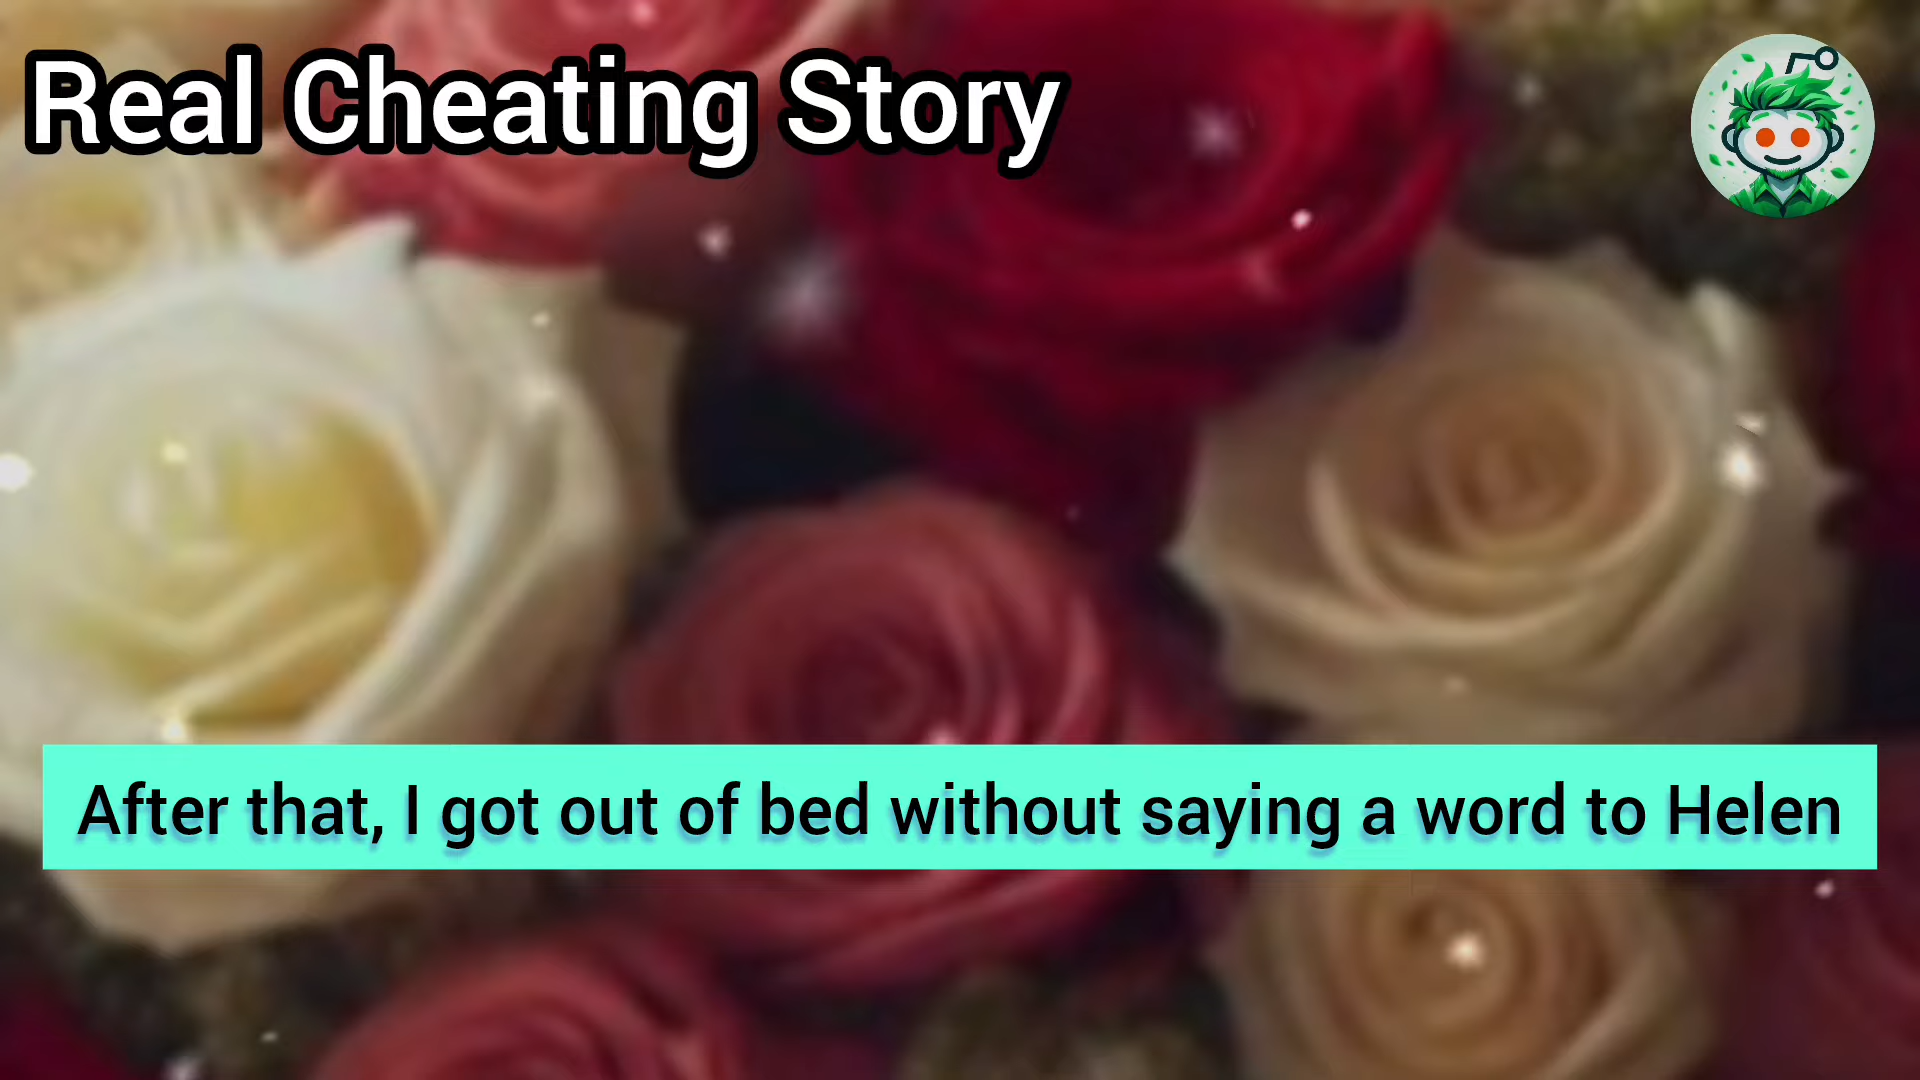 Real Cheating Story
After that, I got out of bed without saying a word to Helen